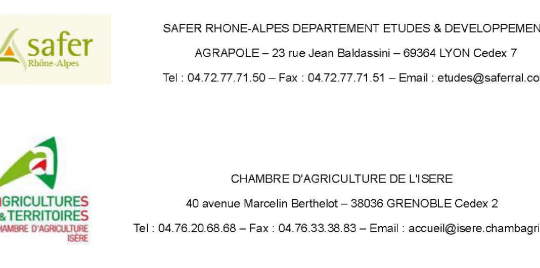 safer
Rhône-Alpes
SAFER RHONE-ALPES DEPARTEMENT ETUDES & DEVELOPPEMEN
AGRAPOLE – 23 rue Jean Baldassini – 69364 LYON Cedex 7
Tel : 04.72.77.71.50 – Fax : 04.72.77.71.51 – Email : etudes@saferral.co
AGRICULTURES
& TERRITOIRES
CHAMBRE D'AGRICULTURE
ISÈRE
CHAMBRE D'AGRICULTURE DE L'ISERE
40 avenue Marcelin Berthelot – 38036 GRENOBLE Cedex 2
Tel : 04.76.20.68.68 – Fax : 04.76.33.38.83 – Email : accueil@isere.chambagri